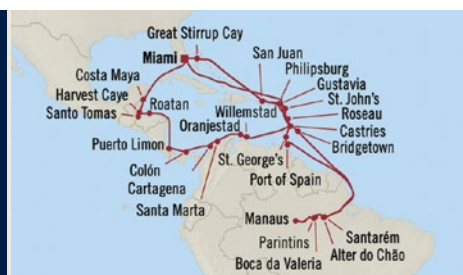 Great Stirrup Cay
Miami
San Juan
Philipsburg
Gustavia
St. John's
Roseau
Castries
Bridgetown
Costa Maya
Harvest Caye
Santo Tomas
Roatan
Willemstad
Oranjestad
Puerto Limon
Colón
Cartagena
Santa Marta
St. George's
Port of Spain
Manaus
Parintins
Boca da Valeria
Santarém
Alter do Chão